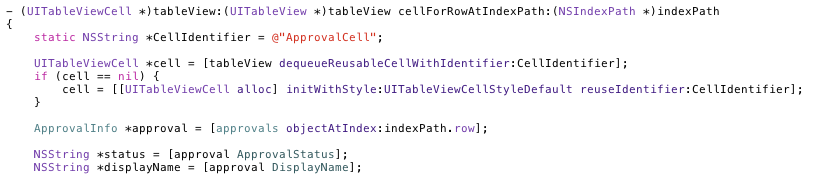 - (UITableViewCell *)tableView:(UITableView *)tableView cellForRowAtIndexPath:(NSIndexPath *)indexPath
{
    static NSString *CellIdentifier = @"ApprovalCell";

    UITableViewCell *cell = [tableView dequeueReusableCellWithIdentifier:CellIdentifier];
    if (cell == nil) {
        cell = [[UITableViewCell alloc] initWithStyle:UITableViewCellStyleDefault reuseIdentifier:CellIdentifier];
    }

    ApprovalInfo *approval = [approvals objectAtIndex:indexPath.row];

    NSString *status = [approval ApprovalStatus];
    NSString *displayName = [approval DisplayName];